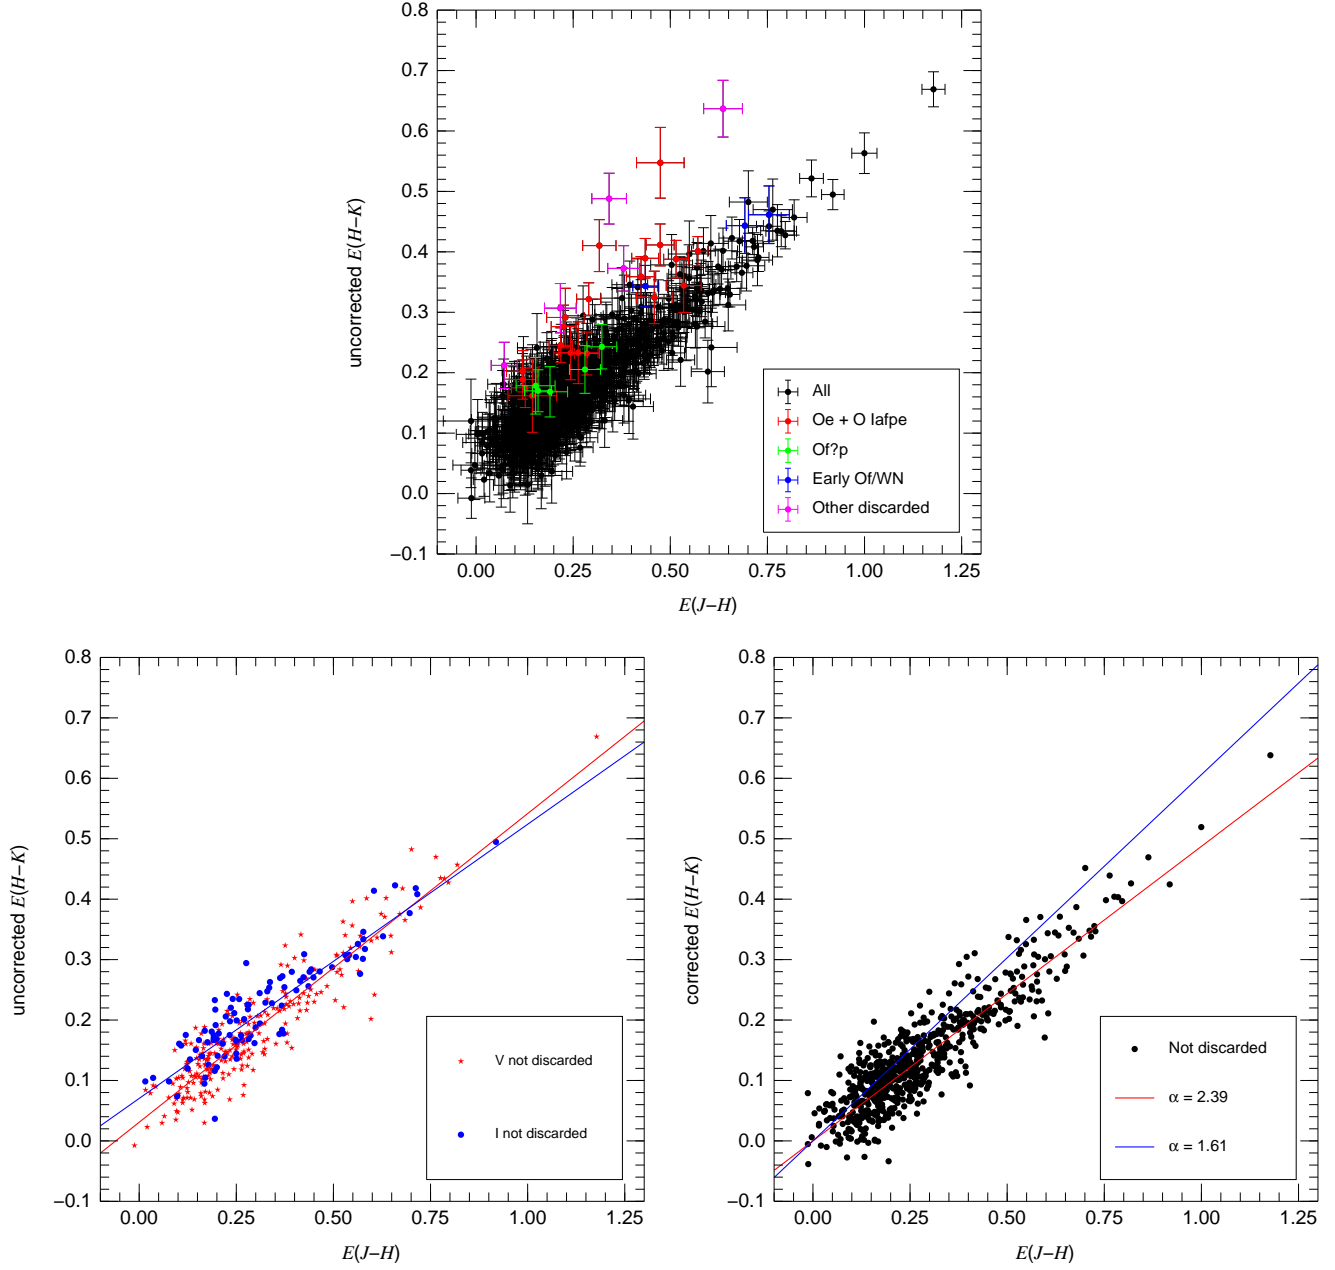 0.8
0.7
0.6
0.5
0.4
0.3
0.2
0.1
0.0
−0.1
uncorrected E(H−K)
All
Oe + O Iafpe
Of?p
Early Of/WN
Other discarded
0.00 0.25 0.50 0.75 1.00 1.25
E(J−H)
0.8
0.7
0.6
0.5
0.4
0.3
0.2
0.1
0.0
−0.1
uncorrected E(H−K)
V not discarded
I not discarded
0.00 0.25 0.50 0.75 1.00 1.25
E(J−H)
0.8
0.7
0.6
0.5
0.4
0.3
0.2
0.1
0.0
−0.1
corrected E(H−K)
Not discarded
α = 2.39
α = 1.61
0.00 0.25 0.50 0.75 1.00 1.25
E(J−H)